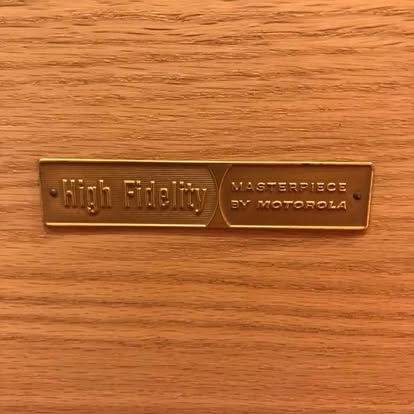 High Fidelity
MASTERPIECE
BY MOTOROLA